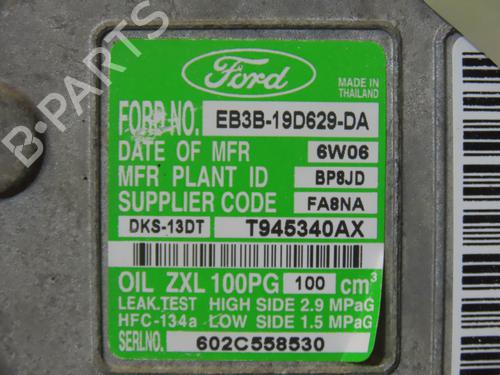 B-PARTS
Ford
MADE IN
THAILAND
FORD NO. EB3B-19D629-DA
DATE OF MFR 6W06
MFR PLANT ID BP8JD
SUPPLIER CODE FA8NA
DKS-13DT T945340AX
OIL ZXL 100PG 100 cm³
LEAK.TEST HIGH SIDE 2.9 MPaG
HFC-134a LOW SIDE 1.5 MPaG
SERI.NO. 602C558530